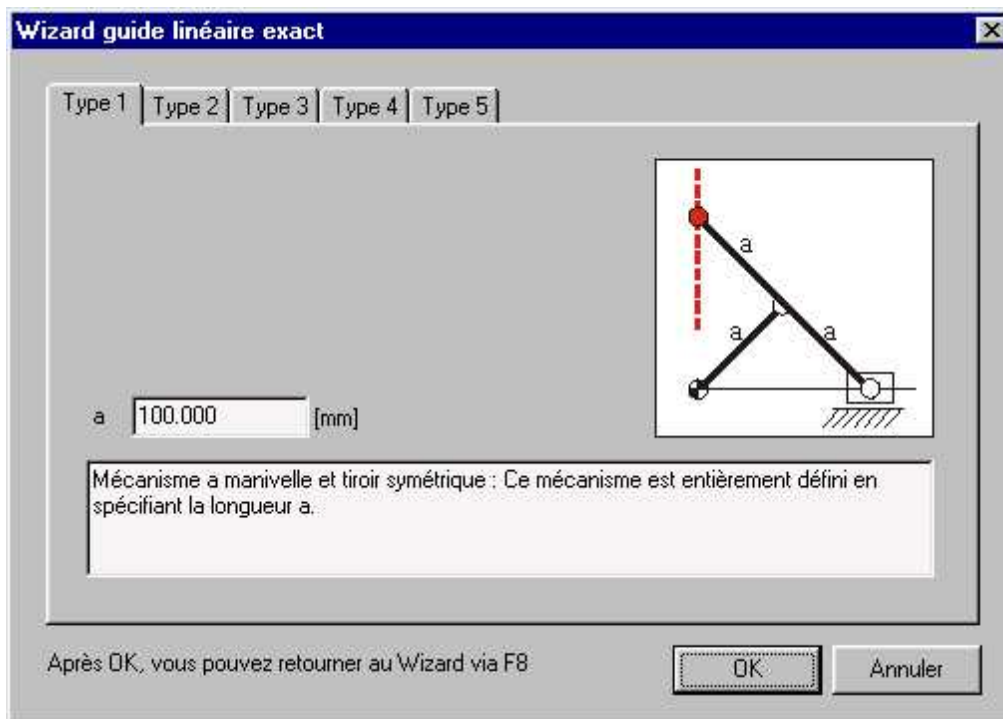 Wizard guide linéaire exact
Type 1 Type 2 Type 3 Type 4 Type 5
a
a
a
a 100.000 [mm]
Mécanisme a manivelle et tiroir symétrique : Ce mécanisme est entièrement défini en
spécifiant la longueur a.
Après OK, vous pouvez retourner au Wizard via F8
OK
Annuler